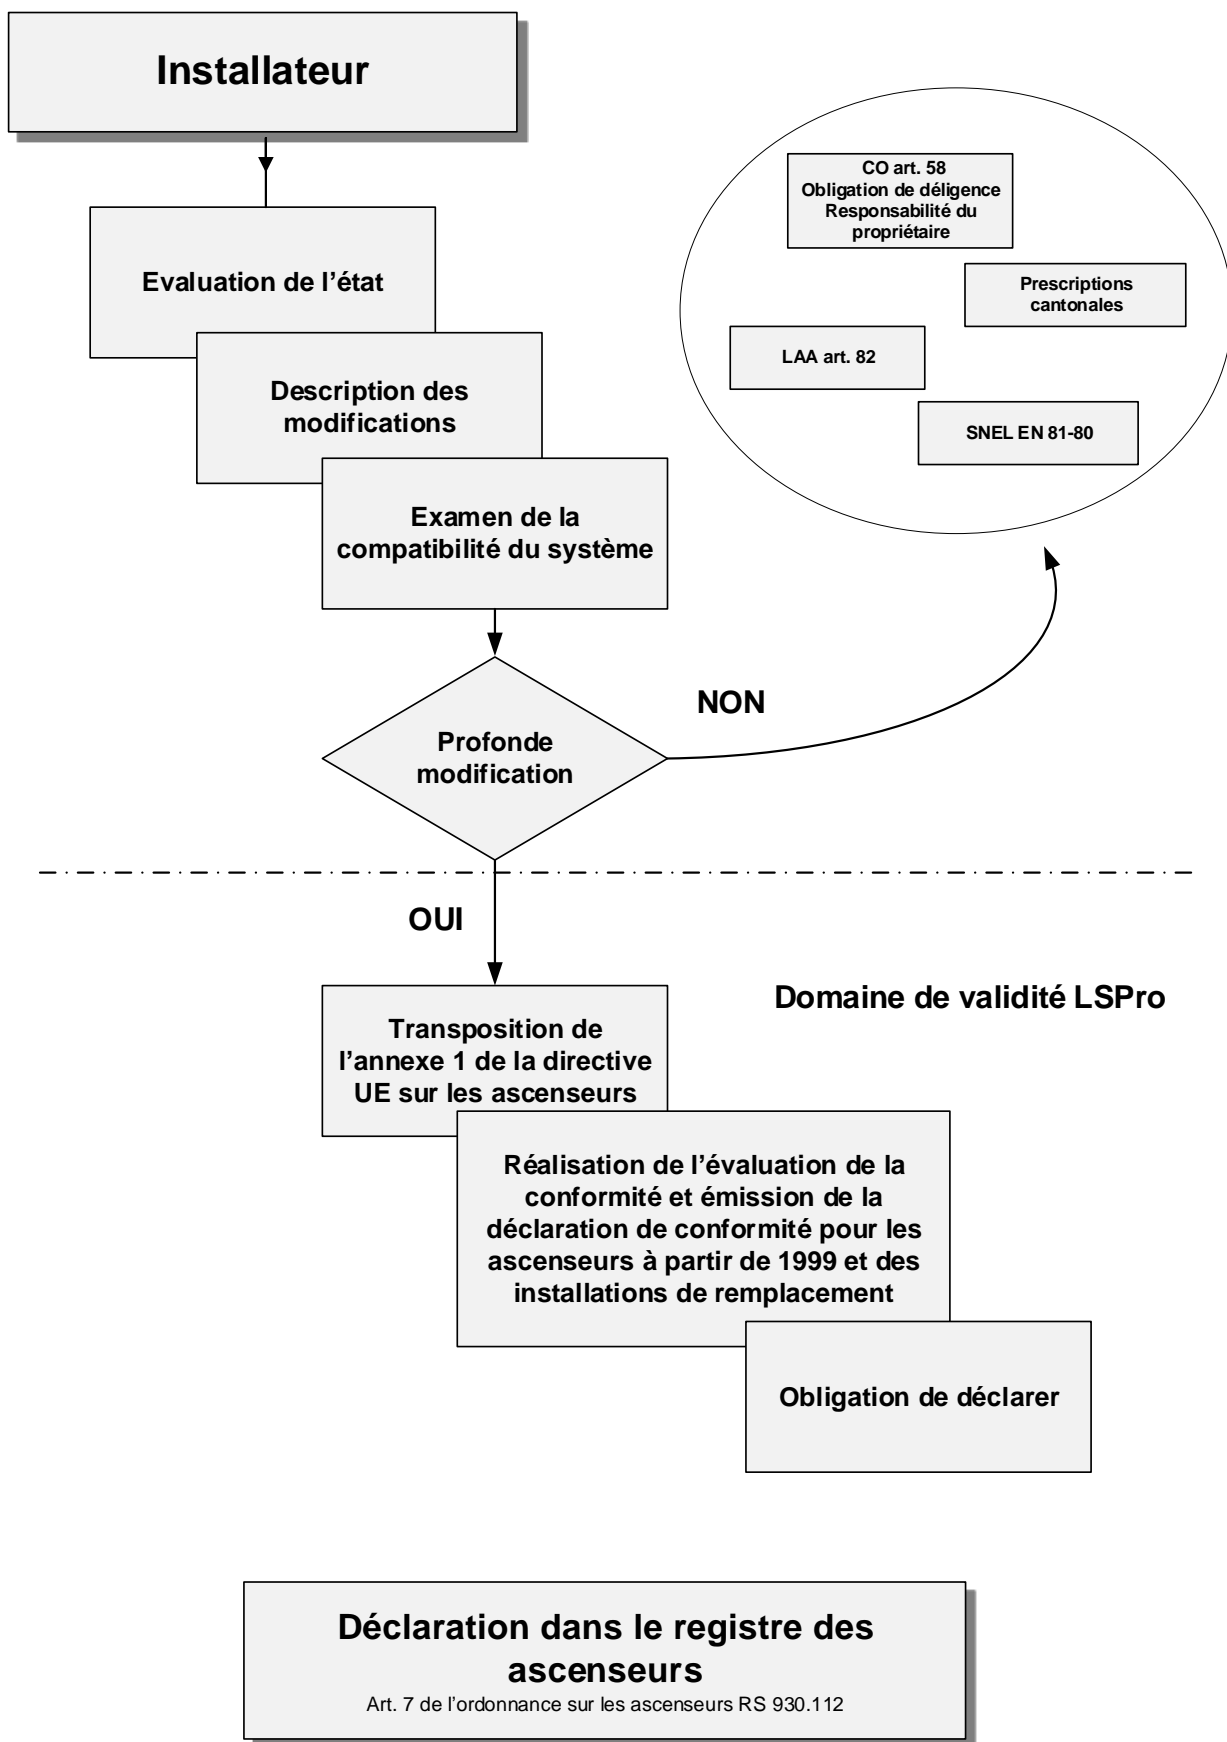 Installateur
CO art. 58
Obligation de déligence
Responsabilité du
propriétaire
Evaluation de l'état
Prescriptions
cantonales
LAA art. 82
Description des
modifications
SNEL EN 81-80
Examen de la
compatibilité du système
NON
Profonde
modification
OUI
Domaine de validité LSPro
Transposition de
l'annexe 1 de la directive
UE sur les ascenseurs
Réalisation de l'évaluation de la
conformité et émission de la
déclaration de conformité pour les
ascenseurs à partir de 1999 et des
installations de remplacement
Obligation de déclarer
Déclaration dans le registre des
ascenseurs
Art. 7 de l'ordonnance sur les ascenseurs RS 930.112